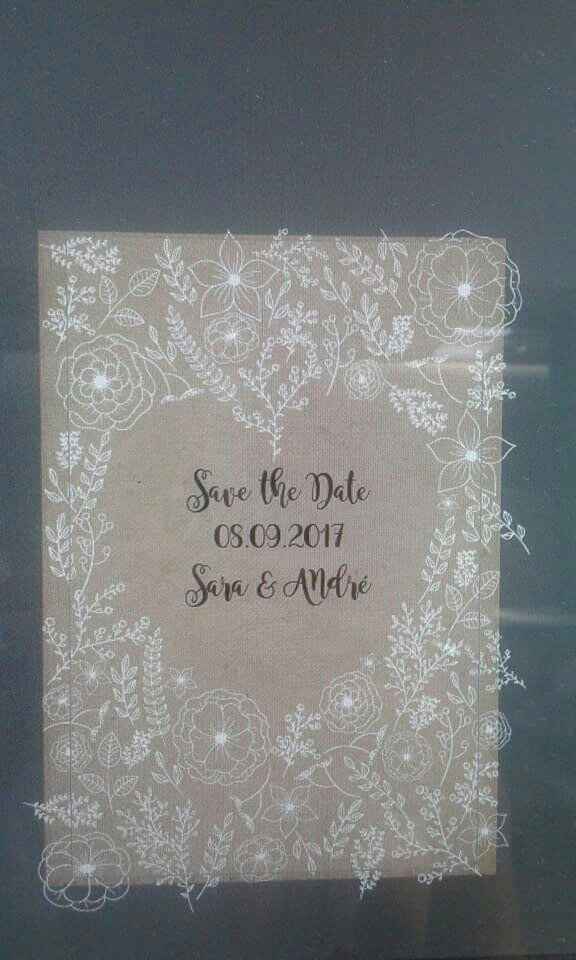 Save the Date
08.09.2017
Sara & ANdré